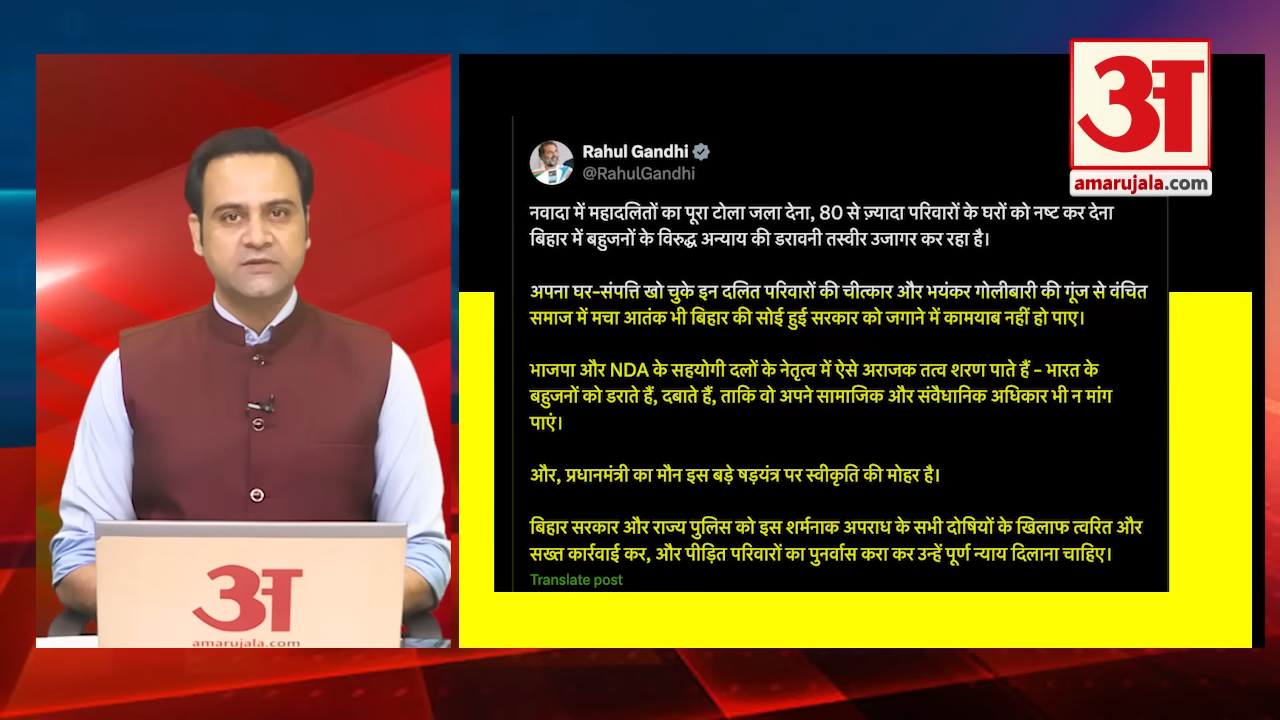 अ
amarujala.com
Rahul Gandhi
@RahulGandhi
नवादा में महादलितों का पूरा टोला जला देना, 80 से ज़्यादा परिवारों के घरों को नष्ट कर देना
बिहार में बहुजनों के विरुद्ध अन्याय की डरावनी तस्वीर उजागर कर रहा है।
अपना घर-संपत्ति खो चुके इन दलित परिवारों की चीत्कार और भयंकर गोलीबारी की गूंज से वंचित
समाज में मचा आतंक भी बिहार की सोई हुई सरकार को जगाने में कामयाब नहीं हो पाए।
भाजपा और NDA के सहयोगी दलों के नेतृत्व में ऐसे अराजक तत्व शरण पाते हैं - भारत के
बहुजनों को डराते हैं, दबाते हैं, ताकि वो अपने सामाजिक और संवैधानिक अधिकार भी न मांग
पाएं।
और, प्रधानमंत्री का मौन इस बड़े षड़यंत्र पर स्वीकृति की मोहर है।
बिहार सरकार और राज्य पुलिस को इस शर्मनाक अपराध के सभी दोषियों के खिलाफ त्वरित और
सख्त कार्रवाई कर, और पीड़ित परिवारों का पुनर्वास करा कर उन्हें पूर्ण न्याय दिलाना चाहिए।
Translate post
अ
amarujala.com